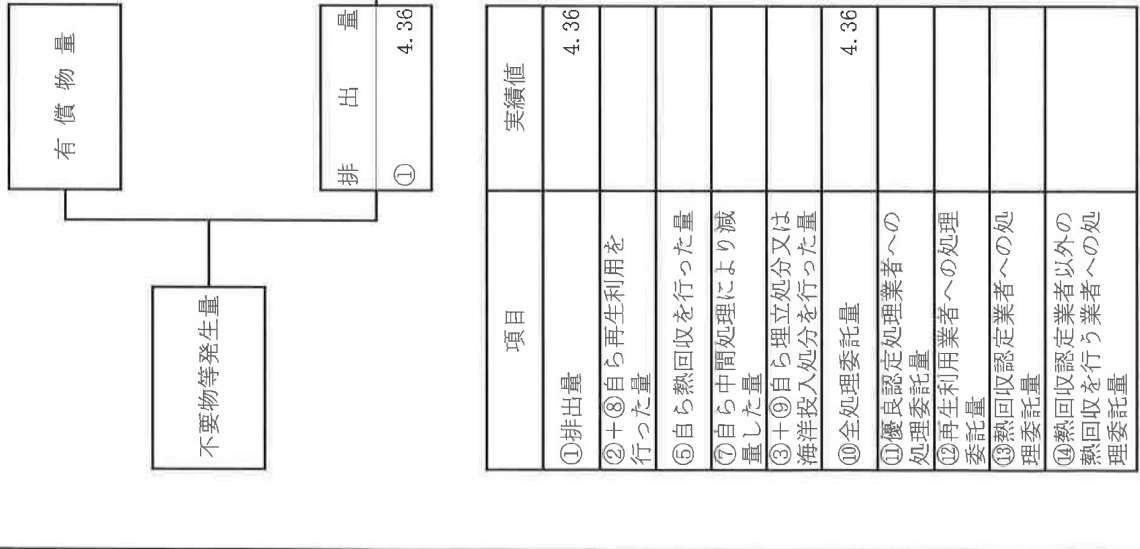 有償物量
不要物等発生量
排出量
① 4.36
項目 実績値
①排出量 4.36
②＋⑧自ら再生利用を
行った量
⑤自ら熱回収を行った量
⑦自ら中間処理により減
量した量
③＋⑨自ら埋立処分又は
海洋投入処分を行った量
⑩全処理委託量 4.36
⑪優良認定処理業者への
処理委託量
⑫再生利用業者への処理
委託量
⑬熱回収認定業者への処
理委託量
⑭熱回収認定業者以外の
熱回収を行う業者への処
理委託量